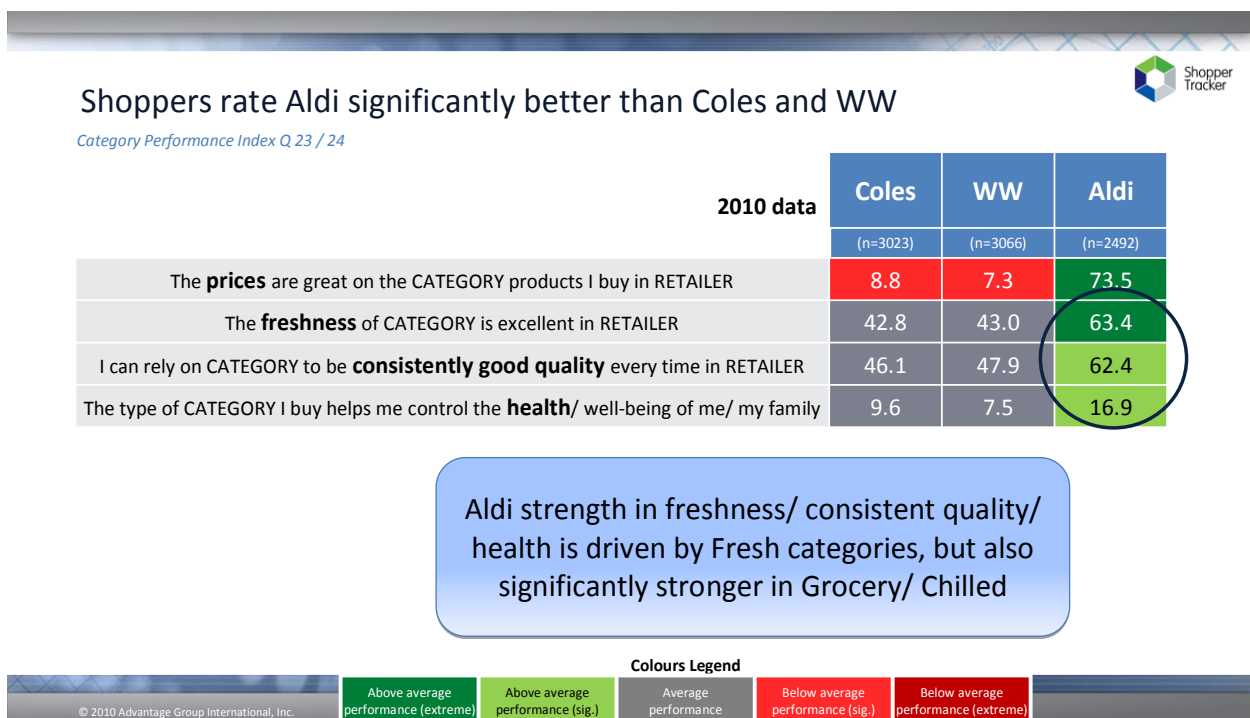 Shopper
Tracker
Shoppers rate Aldi significantly better than Coles and WW
Category Performance Index Q 23 / 24
2010 data
Coles
WW
Aldi
(n=3023)
(n=3066)
(n=2492)
The prices are great on the CATEGORY products I buy in RETAILER
8.8
7.3
73.5
The freshness of CATEGORY is excellent in RETAILER
42.8
43.0
63.4
I can rely on CATEGORY to be consistently good quality every time in RETAILER
46.1
47.9
62.4
The type of CATEGORY I buy helps me control the health/ well-being of me/ my family
9.6
7.5
16.9
Aldi strength in freshness/ consistent quality/
health is driven by Fresh categories, but also
significantly stronger in Grocery/ Chilled
Colours Legend
Above average
performance (extreme)
Above average
performance (sig.)
Average
performance
Below average
performance (sig.)
Below average
performance (extreme)
© 2010 Advantage Group International, Inc.